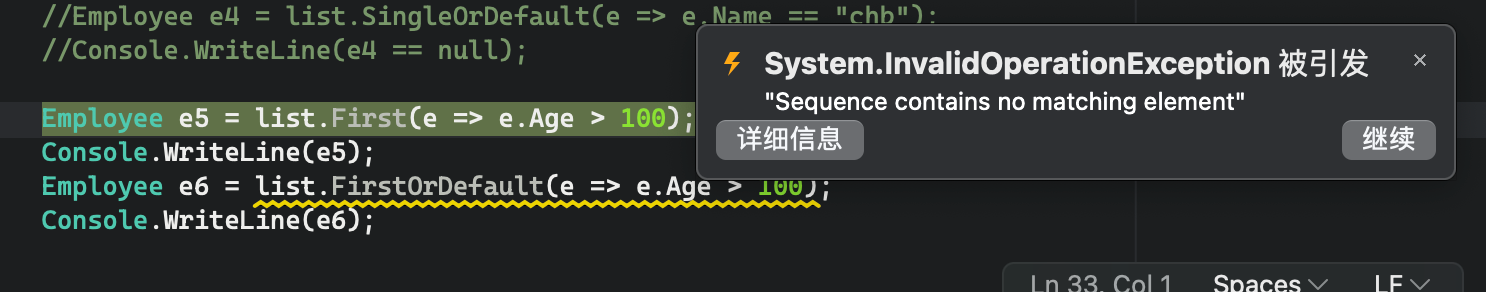 //Employee e4 = list.SingleOrDefault(e => e.Name == "chb");
//Console.WriteLine(e4 == null);
System.InvalidOperationException 被引发
"Sequence contains no matching element"
详细信息
继续
Employee e5 = list.First(e => e.Age > 100);
Console.WriteLine(e5);
Employee e6 = list.FirstOrDefault(e => e.Age > 100);
Console.WriteLine(e6);
Ln 33, Col 1 Spaces LF